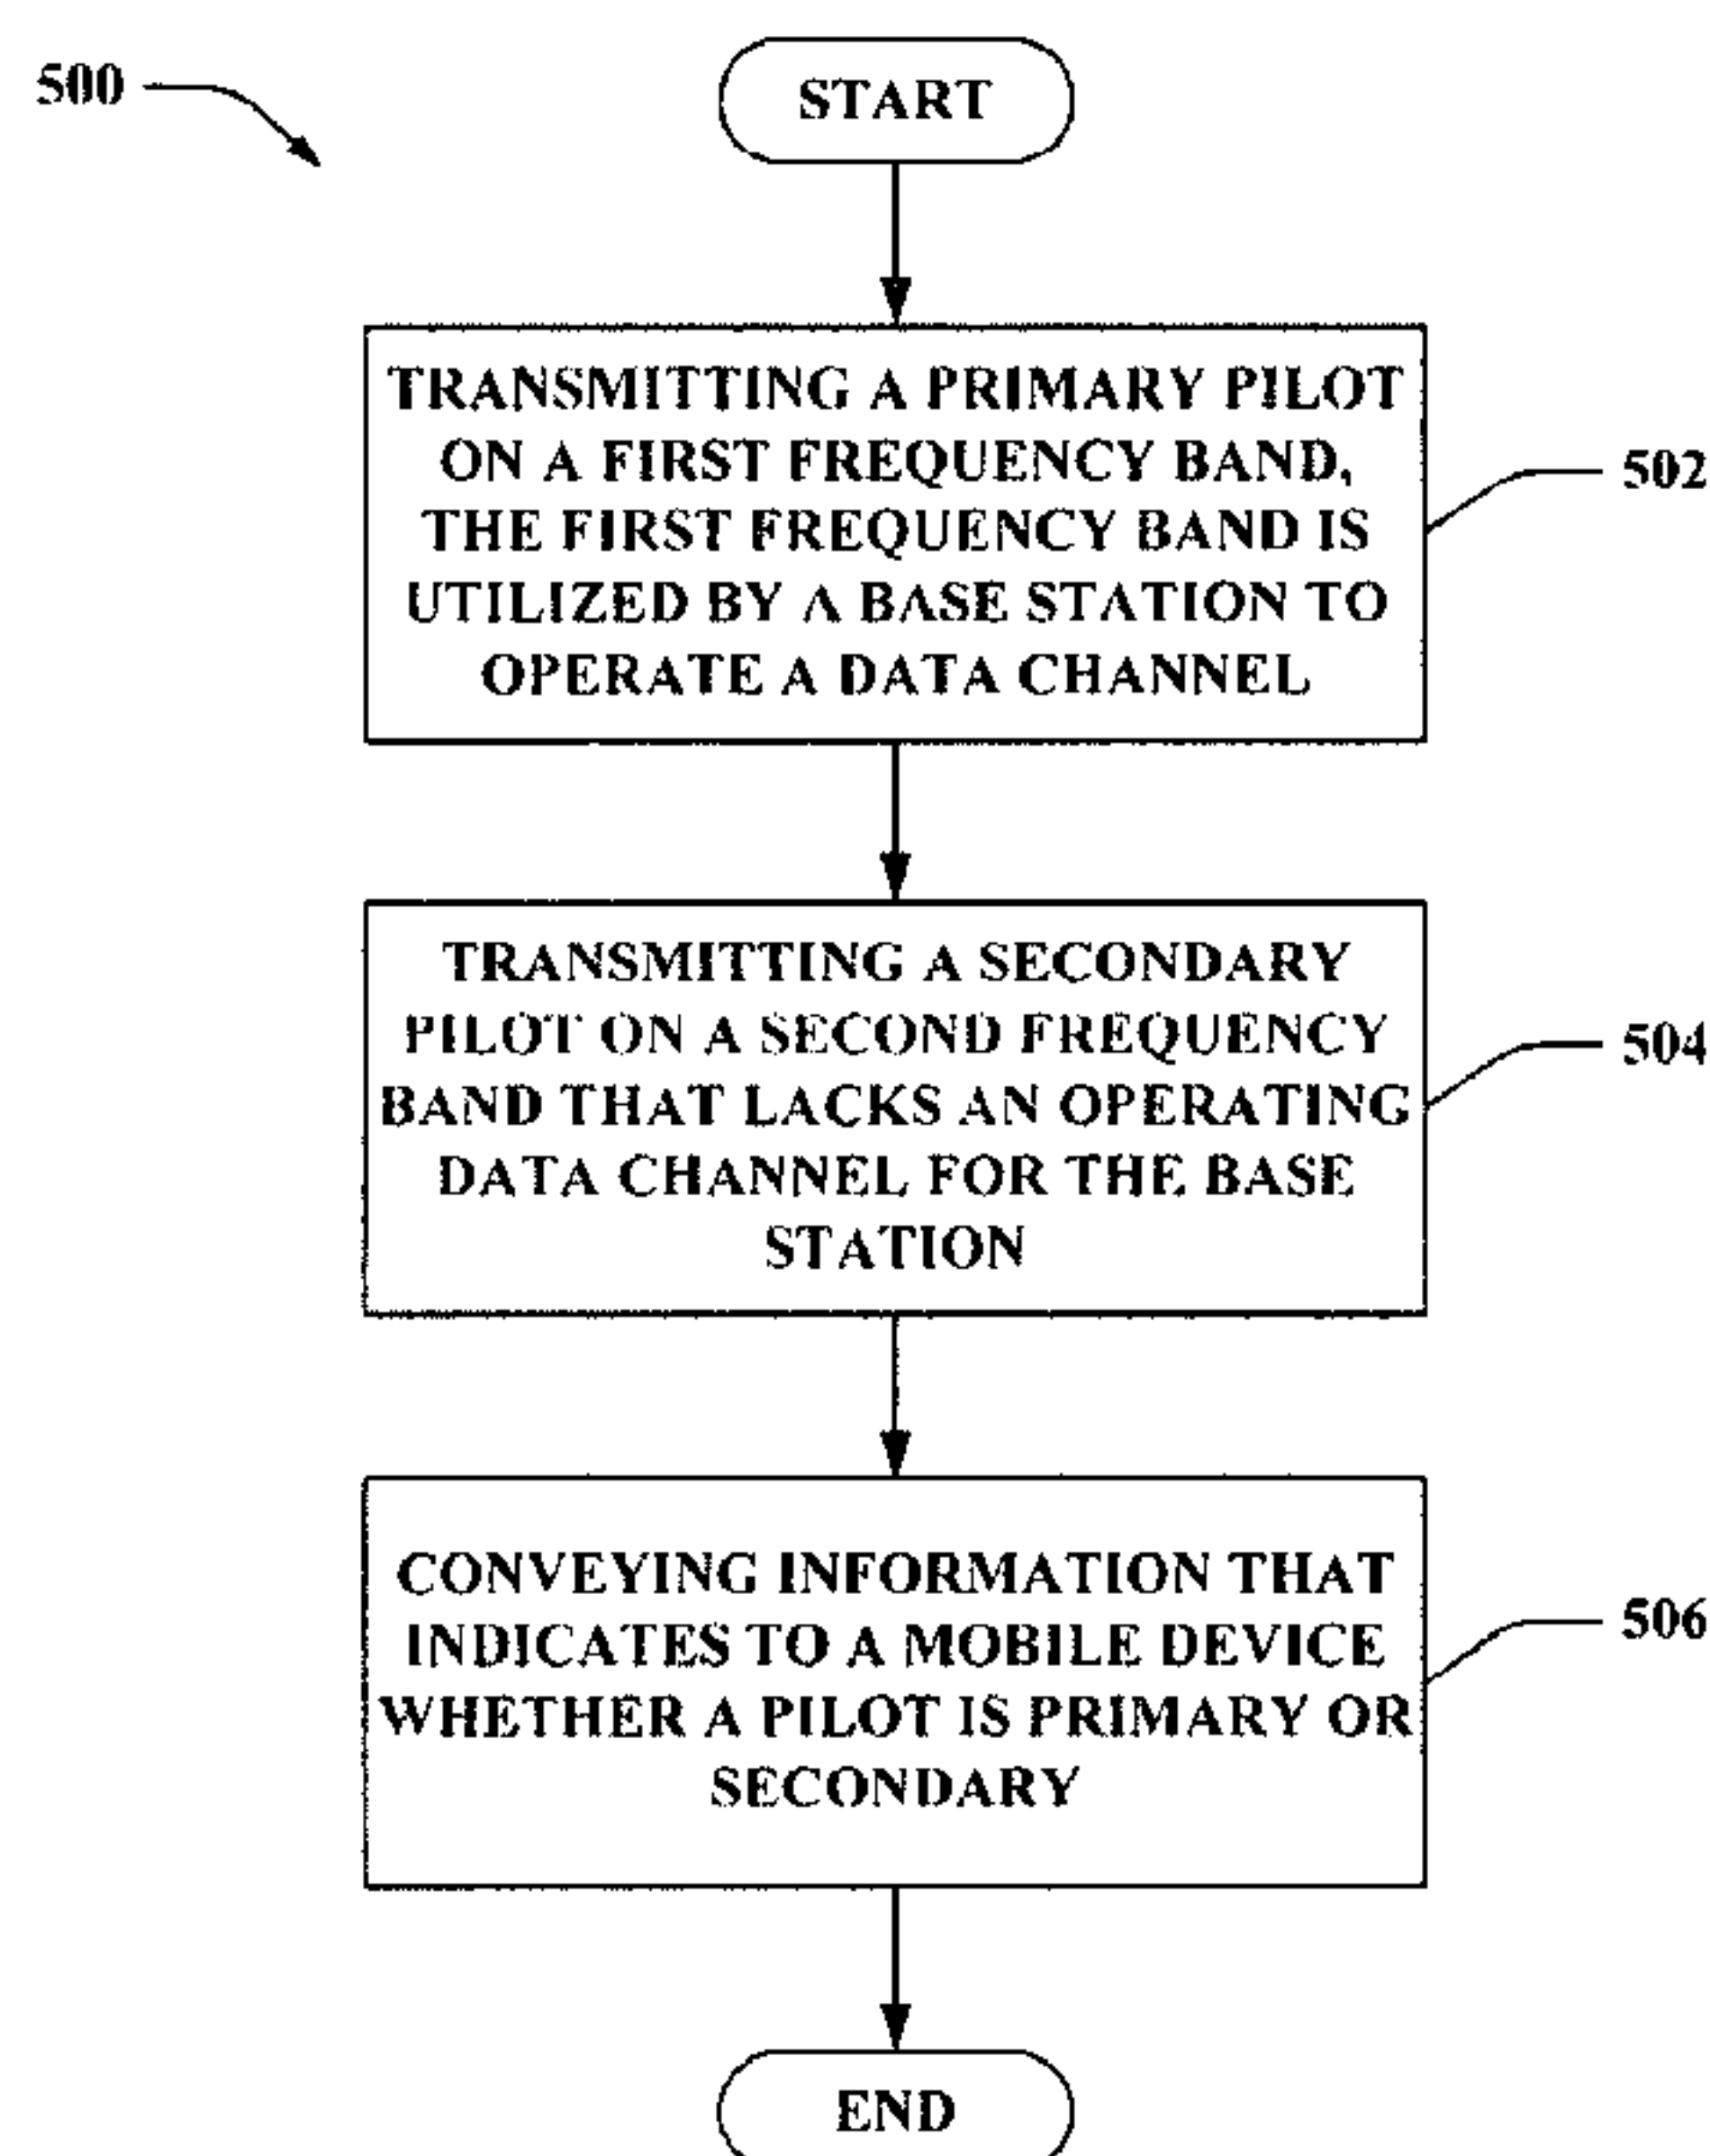 500
START
TRANSMITTING A PRIMARY PILOT
ON A FIRST FREQUENCY BAND,
THE FIRST FREQUENCY BAND IS
UTILIZED BY A BASE STATION TO
OPERATE A DATA CHANNEL
502
TRANSMITTING A SECONDARY
PILOT ON A SECOND FREQUENCY
BAND THAT LACKS AN OPERATING
DATA CHANNEL FOR THE BASE
STATION
504
CONVEYING INFORMATION THAT
INDICATES TO A MOBILE DEVICE
WHETHER A PILOT IS PRIMARY OR
SECONDARY
506
END